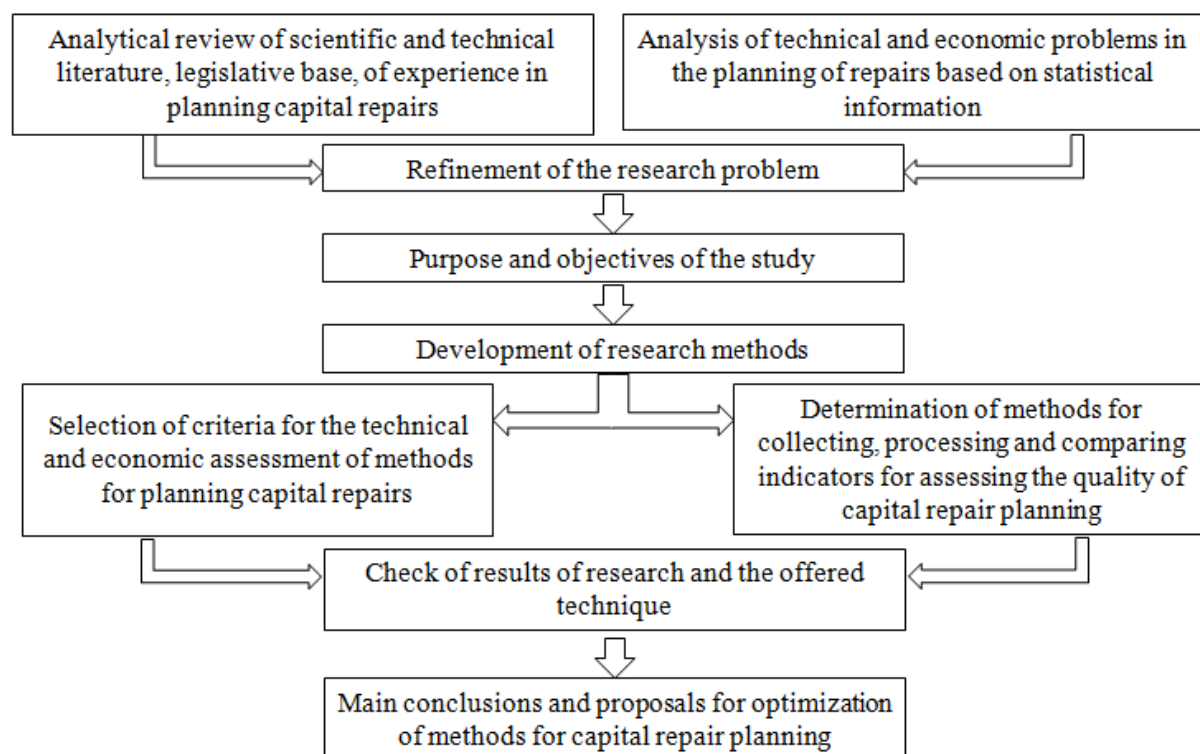 Analytical review of scientific and technical
literature, legislative base, of experience in
planning capital repairs
Analysis of technical and economic problems in
the planning of repairs based on statistical
information
Refinement of the research problem
Purpose and objectives of the study
Development of research methods
Selection of criteria for the technical
and economic assessment of methods
for planning capital repairs
Determination of methods for
collecting, processing and comparing
indicators for assessing the quality of
capital repair planning
Check of results of research and the offered
technique
Main conclusions and proposals for optimization
of methods for capital repair planning